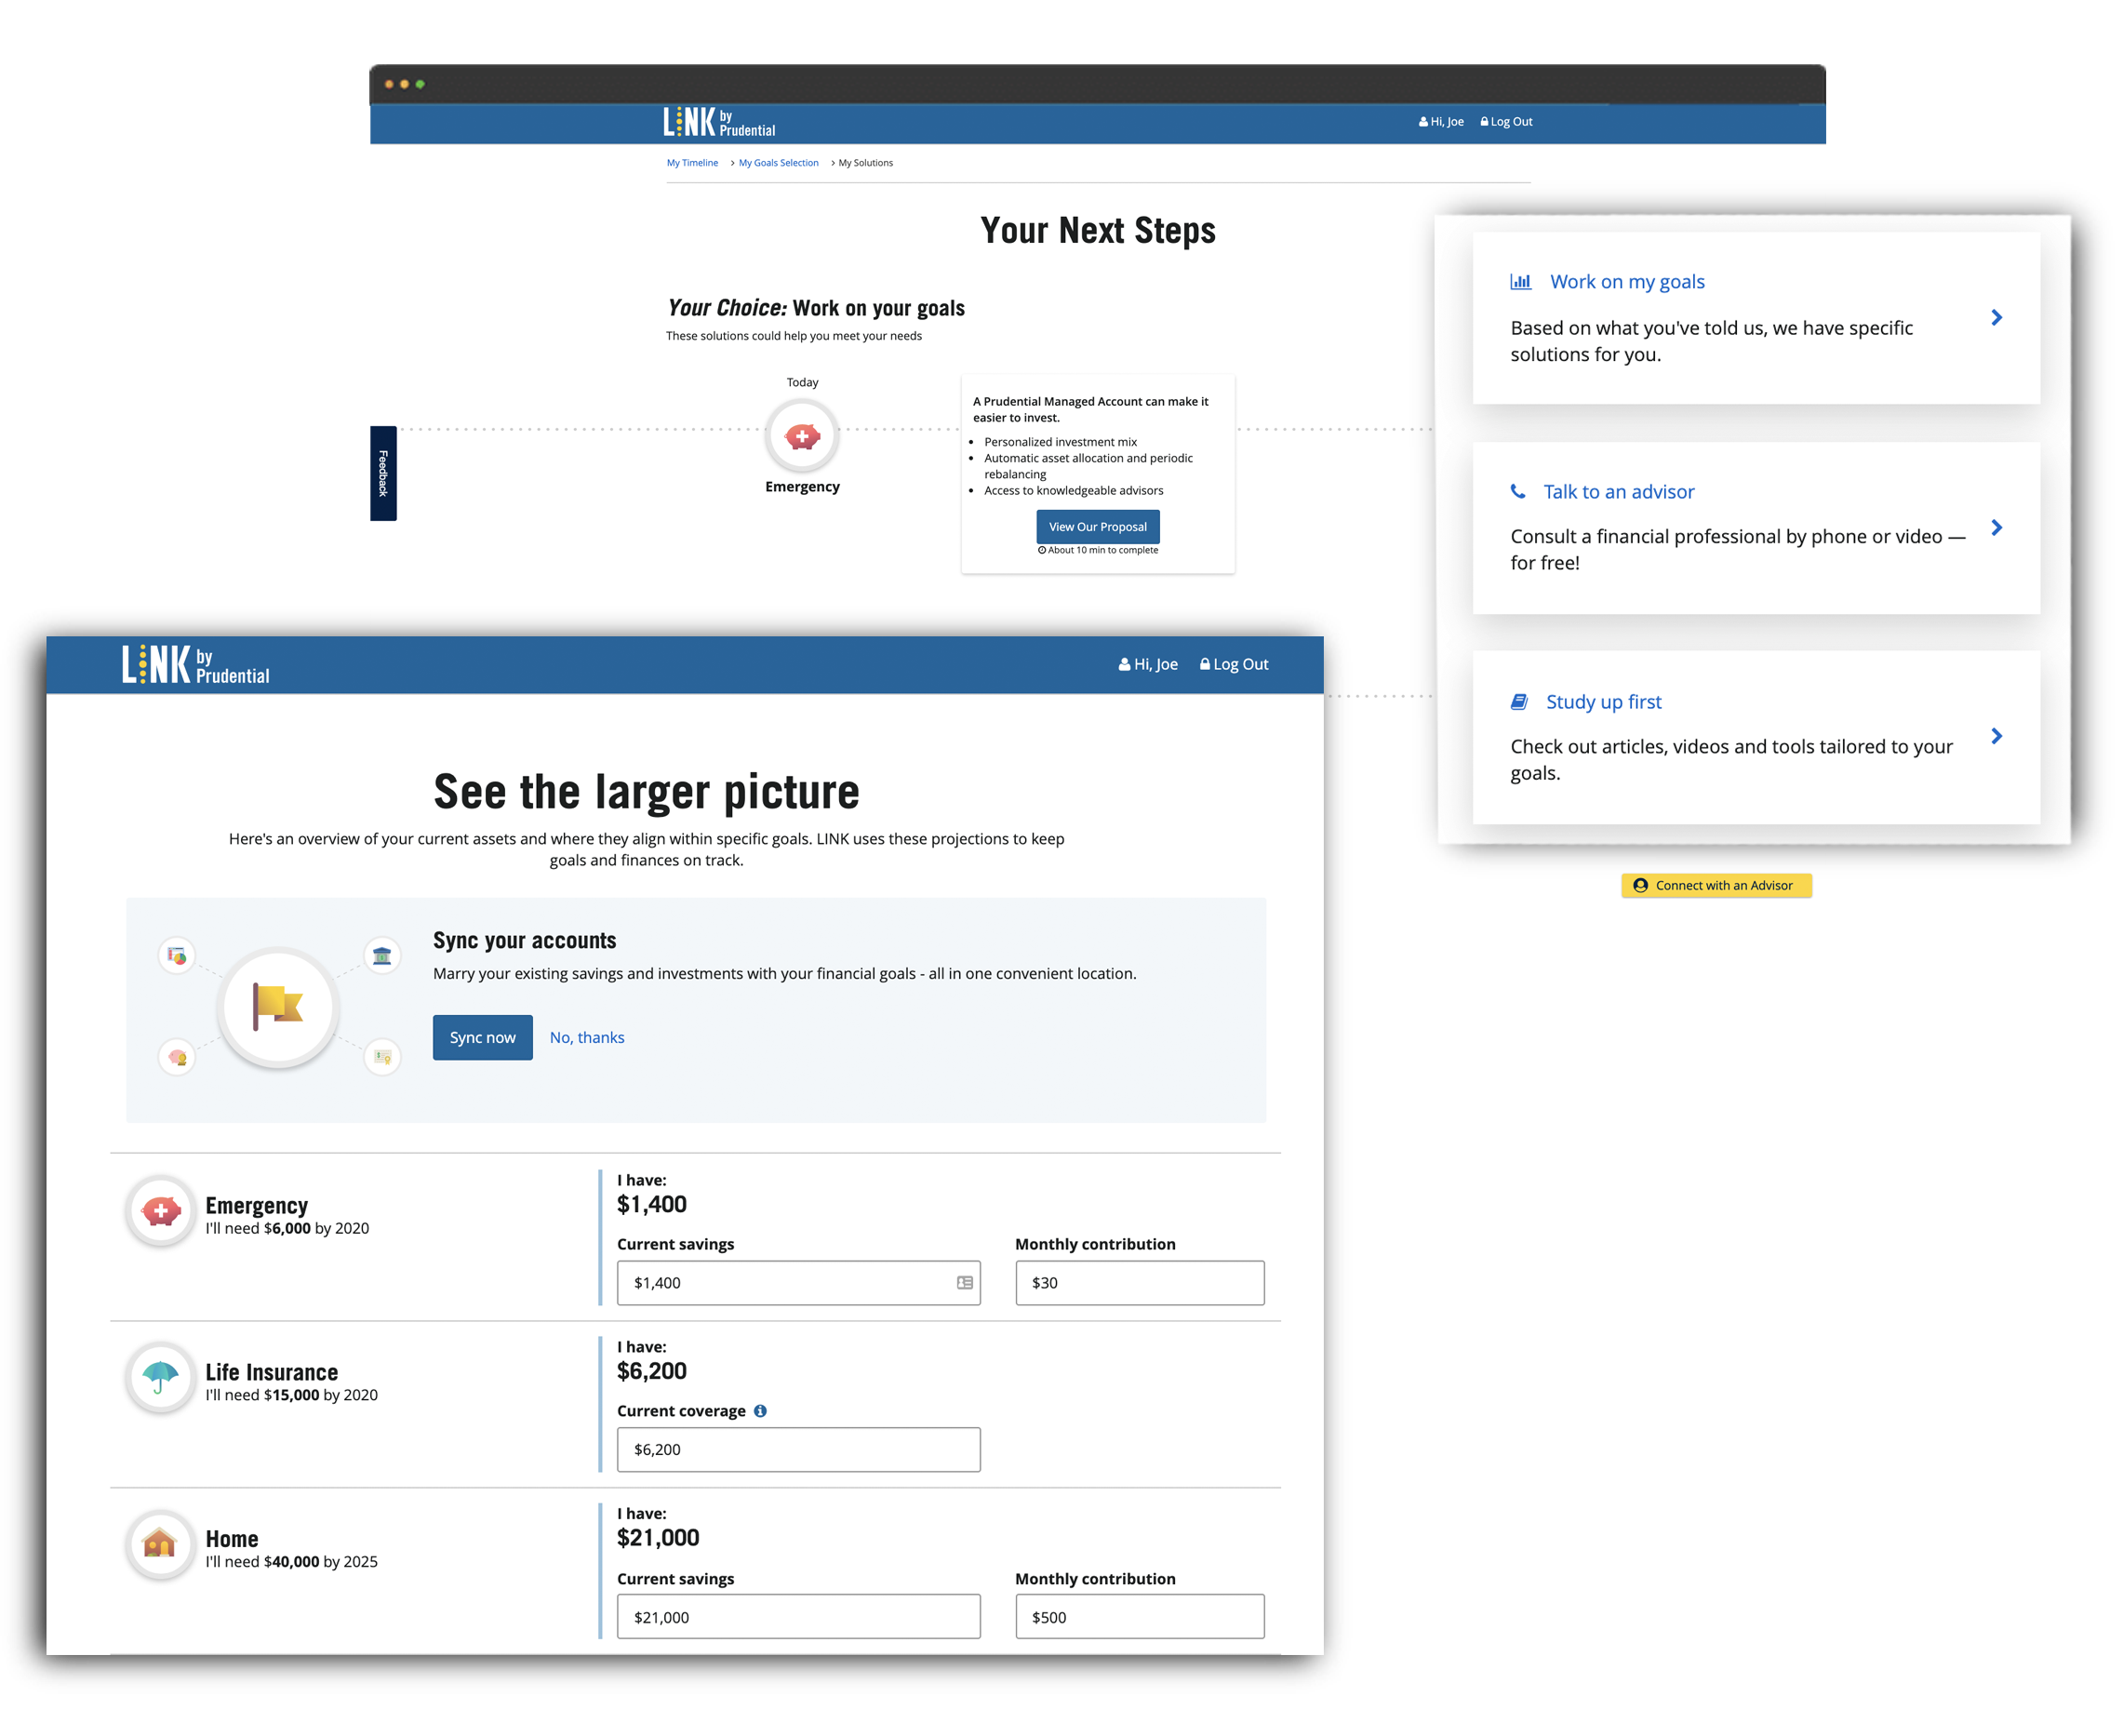 LINK by Prudential
Hi, Joe
Log Out
My Timeline > My Goals Selection > My Solutions
Your Next Steps
Your Choice: Work on your goals
These solutions could help you meet your needs
Today
Emergency
A Prudential Managed Account can make it
easier to invest.
• Personalized investment mix
• Automatic asset allocation and periodic
rebalancing
• Access to knowledgeable advisors
View Our Proposal
About 10 min to complete
Feedback
Work on my goals
Based on what you've told us, we have specific
solutions for you.
Talk to an advisor
Consult a financial professional by phone or video —
for free!
Study up first
Check out articles, videos and tools tailored to your
goals.
Connect with an Advisor
LINK by Prudential
Hi, Joe
Log Out
See the larger picture
Here's an overview of your current assets and where they align within specific goals. LINK uses these projections to keep
goals and finances on track.
Sync your accounts
Marry your existing savings and investments with your financial goals - all in one convenient location.
Sync now
No, thanks
Emergency
I'll need $6,000 by 2020
I have:
$1,400
Current savings
$1,400
Monthly contribution
$30
Life Insurance
I'll need $15,000 by 2020
I have:
$6,200
Current coverage
$6,200
Home
I'll need $40,000 by 2025
I have:
$21,000
Current savings
$21,000
Monthly contribution
$500